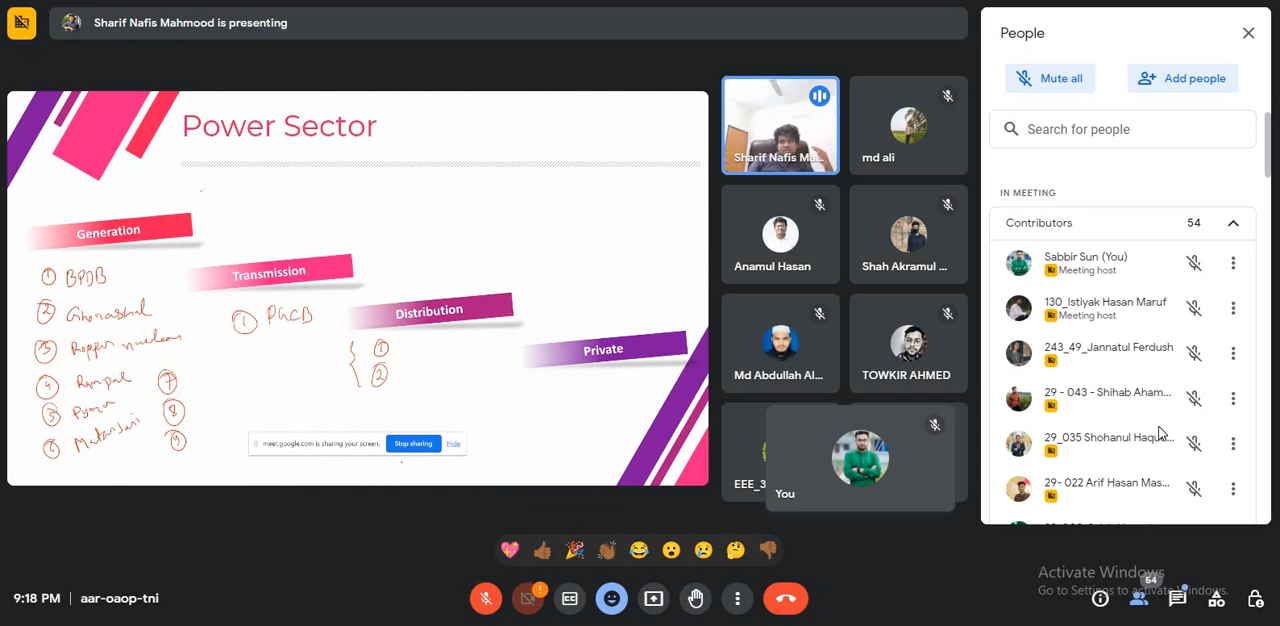 Sharif Nafis Mahmood is presenting
Power Sector
Generation
① BPDB
② Ghorashal
③ Roppur nuclear
④ Rampal ⑦
⑤ Pyara ⑧
⑥ Matarbari ⑨
Transmission
① PGCB
Distribution
①
②
Private
meet.google.com is sharing your screen.
Stop sharing
Hide
Sharif Nafis Ma...
md ali
Anamul Hasan
Shah Akramul ...
Md Abdullah Al...
TOWKIR AHMED
EEE_3
You
People
Mute all
Add people
Search for people
IN MEETING
Contributors 54
Sabbir Sun (You)
Meeting host
130_Istiyak Hasan Maruf
Meeting host
243_49_Jannatul Ferdush
29 - 043 - Shihab Aham...
29_035 Shohanul Haqu...
29- 022 Arif Hasan Mas...
Activate Windows
Go to Settings to activate Windows.
54
9:18 PM | aar-oaop-tni